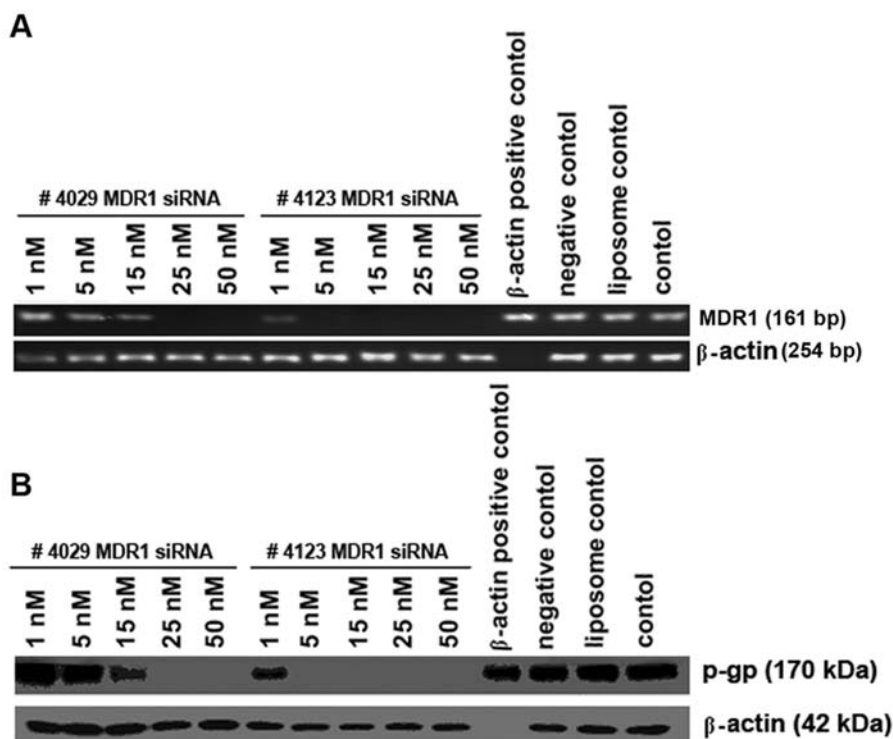 A
# 4029 MDR1 siRNA
# 4123 MDR1 siRNA
1 nM
5 nM
15 nM
25 nM
50 nM
1 nM
5 nM
15 nM
25 nM
50 nM
β-actin positive contol
negative contol
liposome contol
contol
MDR1 (161 bp)
β-actin (254 bp)
B
# 4029 MDR1 siRNA
# 4123 MDR1 siRNA
1 nM
5 nM
15 nM
25 nM
50 nM
1 nM
5 nM
15 nM
25 nM
50 nM
β-actin positive contol
negative contol
liposome contol
contol
p-gp (170 kDa)
β-actin (42 kDa)